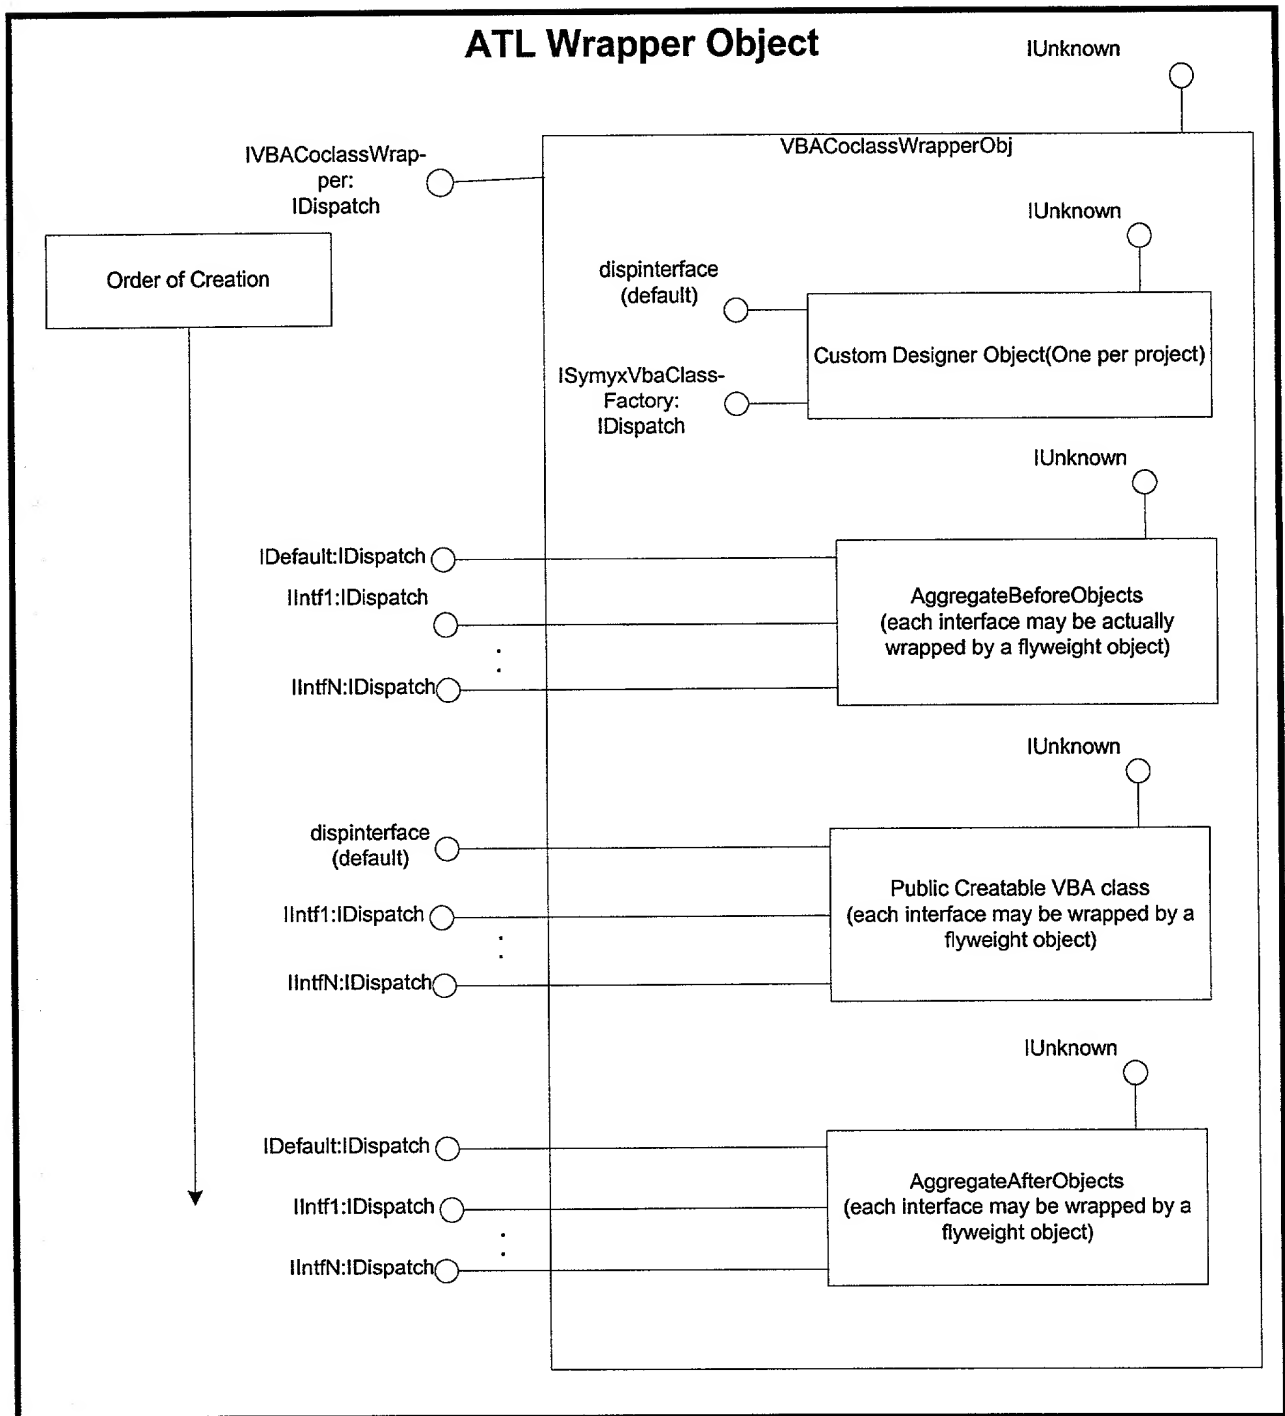 ATL Wrapper Object
IUnknown
VBACoclassWrapperObj
IVBACoclassWrap-
per:
IDispatch
IUnknown
Order of Creation
dispinterface
(default)
Custom Designer Object(One per project)
ISymyxVbaClass-
Factory:
IDispatch
IUnknown
IDefault:IDispatch
IIntf1:IDispatch
AggregateBeforeObjects
(each interface may be actually
wrapped by a flyweight object)
IIntfN:IDispatch
IUnknown
dispinterface
(default)
Public Creatable VBA class
(each interface may be wrapped by a
flyweight object)
IIntf1:IDispatch
IIntfN:IDispatch
IUnknown
IDefault:IDispatch
AggregateAfterObjects
(each interface may be wrapped by a
flyweight object)
IIntf1:IDispatch
IIntfN:IDispatch